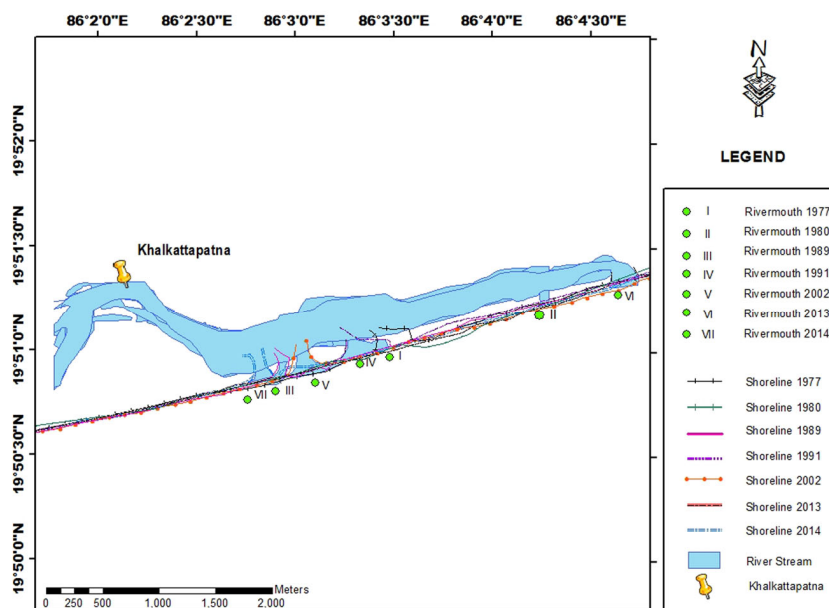 86°2'0"E 86°2'30"E 86°3'0"E 86°3'30"E 86°4'0"E 86°4'30"E
N
19°52'0"N
19°51'30"N
19°51'0"N
19°50'30"N
19°50'0"N
Khalkattapatna
VI
II
I
IV
V
III
VII
Meters
0 250 500 1.000 1.500 2.000
LEGEND
I Rivermouth 1977
II Rivermouth 1980
III Rivermouth 1989
IV Rivermouth 1991
V Rivermouth 2002
VI Rivermouth 2013
VII Rivermouth 2014
Shoreline 1977
Shoreline 1980
Shoreline 1989
Shoreline 1991
Shoreline 2002
Shoreline 2013
Shoreline 2014
River Stream
Khalkattapatna